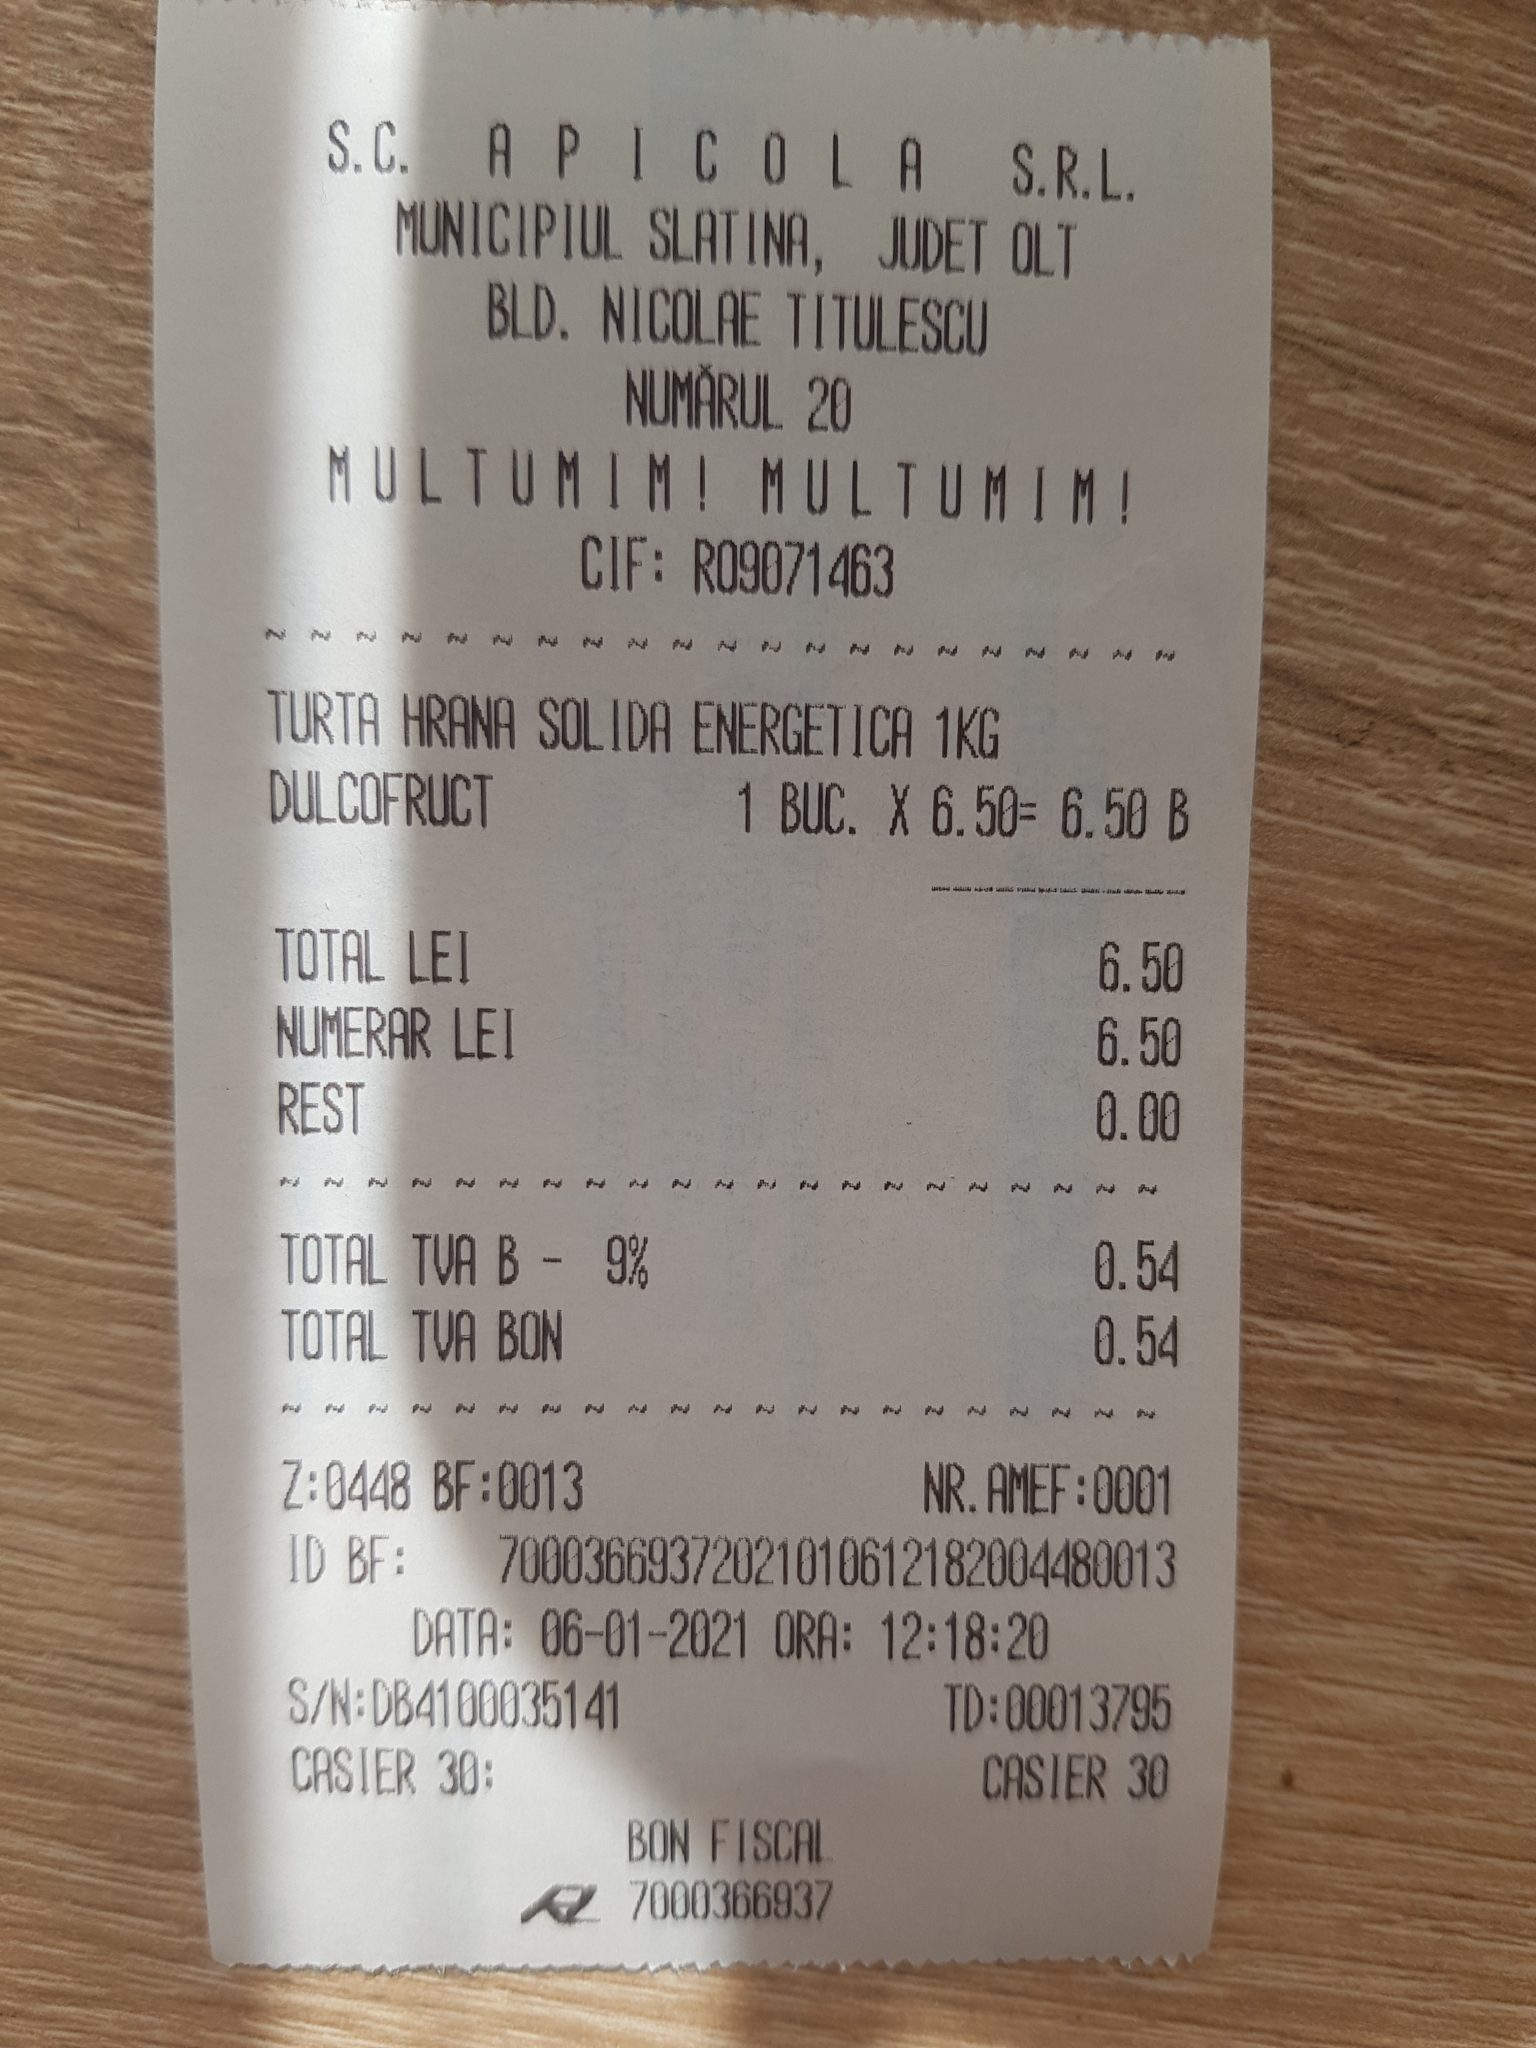 S.C. A P I C O L A S.R.L.
MUNICIPIUL SLATINA, JUDET OLT
BLD. NICOLAE TITULESCU
NUMĂRUL 20
M U L T U M I M ! M U L T U M I M !
CIF: RO9071463
~ ~ ~ ~ ~ ~ ~ ~ ~ ~ ~ ~ ~ ~ ~ ~ ~ ~ ~ ~ ~
TURTA HRANA SOLIDA ENERGETICA 1KG
DULCOFRUCT 1 BUC. X 6.50= 6.50 B
TOTAL LEI 6.50
NUMERAR LEI 6.50
REST 0.00
~ ~ ~ ~ ~ ~ ~ ~ ~ ~ ~ ~ ~ ~ ~ ~ ~ ~ ~ ~ ~
TOTAL TVA B - 9% 0.54
TOTAL TVA BON 0.54
~ ~ ~ ~ ~ ~ ~ ~ ~ ~ ~ ~ ~ ~ ~ ~ ~ ~ ~ ~ ~
Z:0448 BF:0013 NR.AMEF:0001
ID BF: 70003669372021010612182004480013
DATA: 06-01-2021 ORA: 12:18:20
S/N:DB4100035141 TD:00013795
CASIER 30: CASIER 30
BON FISCAL
7000366937